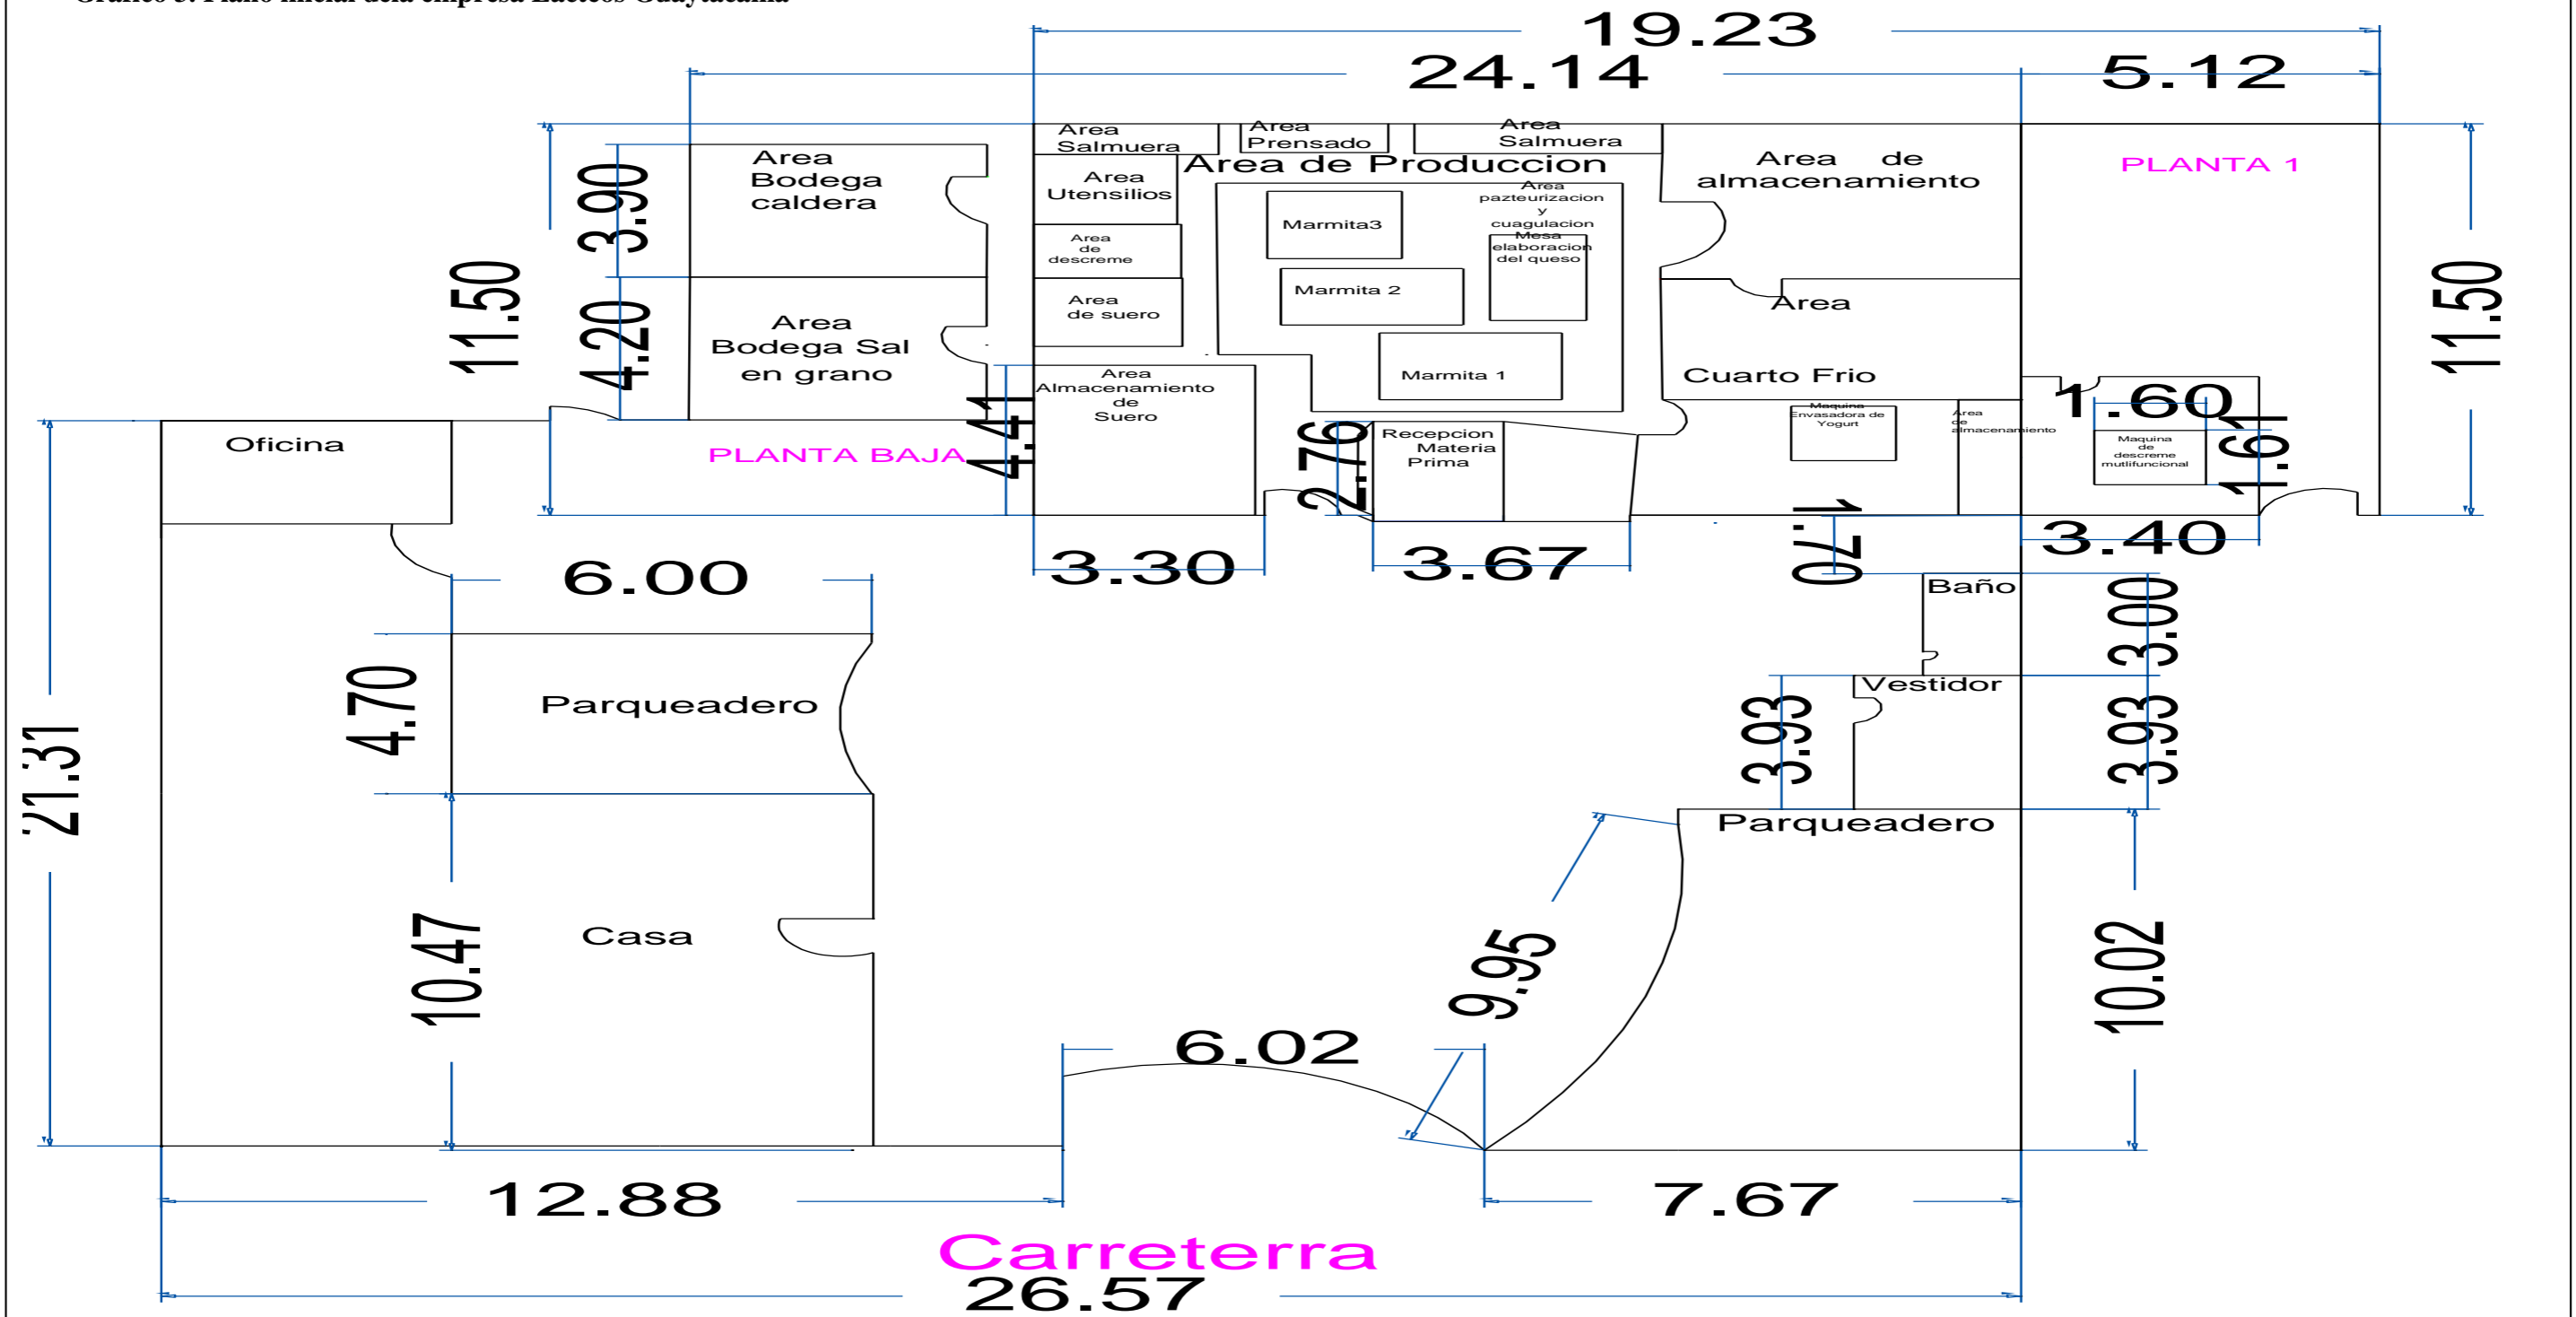 19.23
24.14
5.12
Area
Salmuera
Area
Prensado
Area
Salmuera
Area de Produccion
Area
Bodega
caldera
Area
Utensilios
Area
de
descreme
Area
de suero
Area
Almacenamiento
de
Suero
Marmita3
Area
pazteurizacion
y
cuagulacion
Mesa
elaboracion
del queso
Marmita 2
Marmita 1
Area de
almacenamiento
PLANTA 1
3.90
4.20
11.50
11.50
Area
Bodega Sal
en grano
Area
Cuarto Frio
Maquina
Envasadora de
Yogurt
Area
de
almacenamiento
1.60
1.61
Maquina
de
descreme
mutlifuncional
Oficina
PLANTA BAJA
4.41
2.76
Recepcion
Materia
Prima
3.30
3.67
1.70
3.40
6.00
Baño
3.00
4.70
Parqueadero
Vestidor
3.93
3.93
21.31
Parqueadero
10.47
Casa
9.95
10.02
6.02
12.88
7.67
Carreterra
26.57